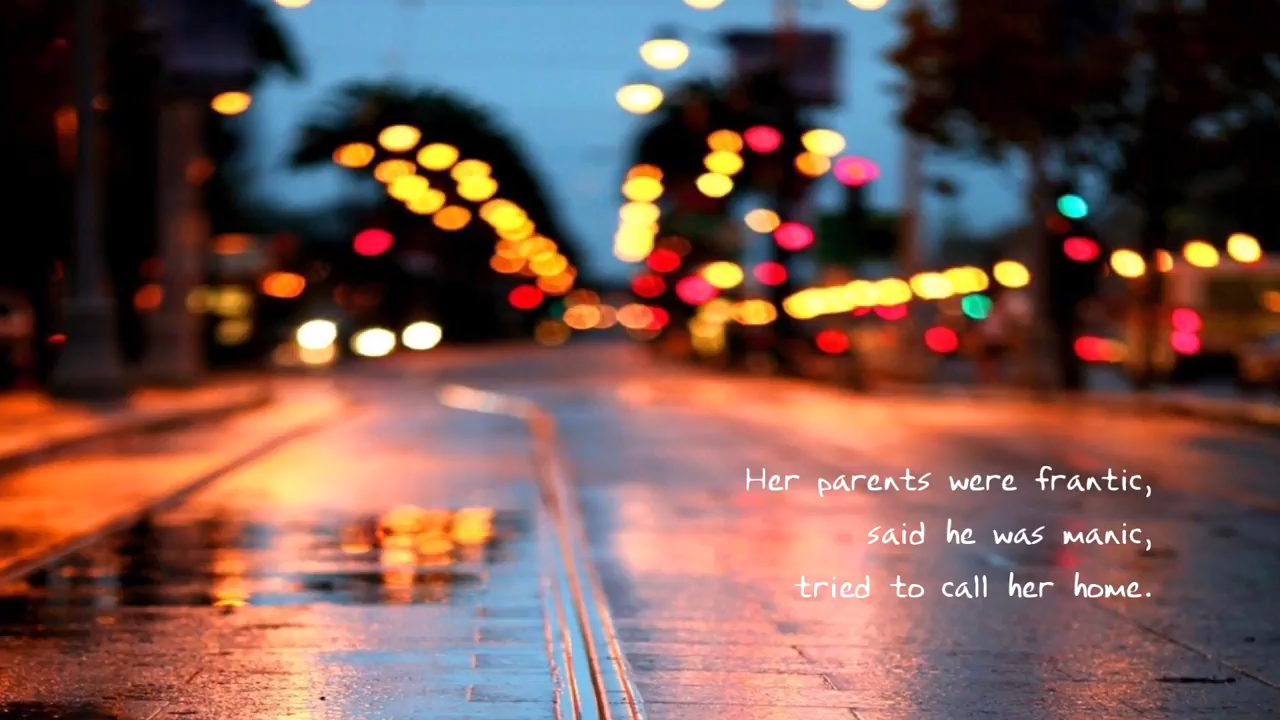 Her parents were frantic,
said he was manic,
tried to call her home.